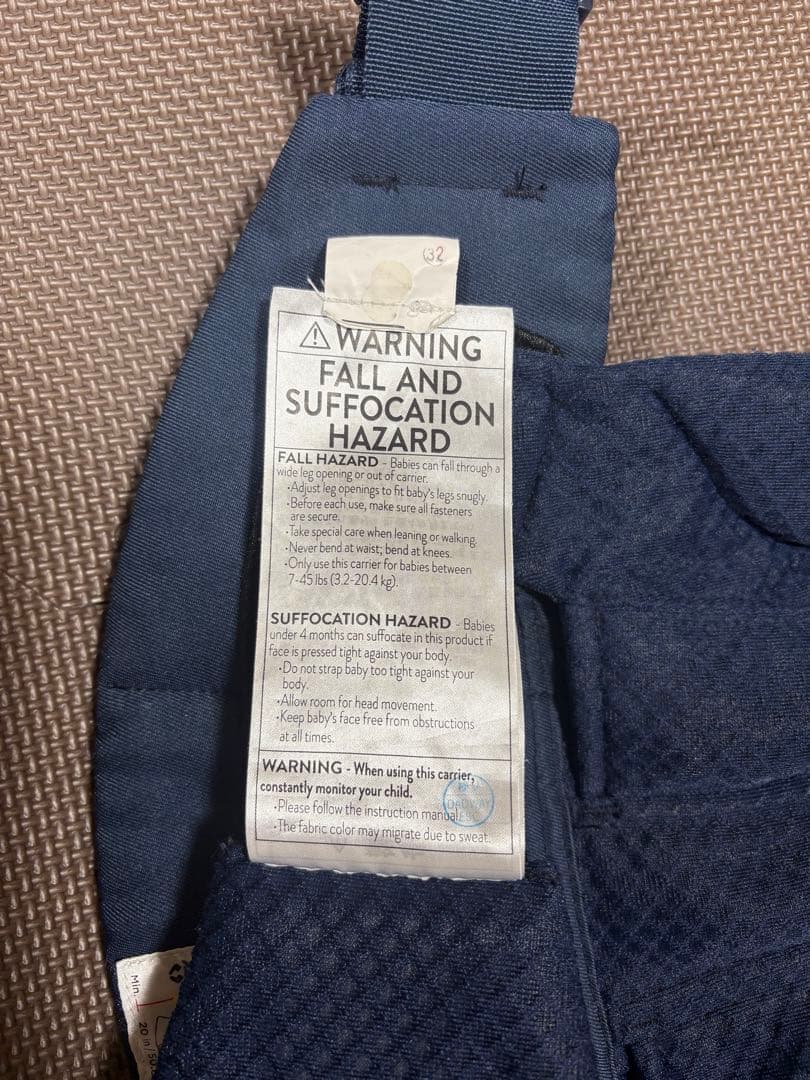 32
⚠ WARNING
FALL AND
SUFFOCATION
HAZARD
FALL HAZARD - Babies can fall through a
wide leg opening or out of carrier.
•Adjust leg openings to fit baby's legs snugly.
•Before each use, make sure all fasteners
are secure.
•Take special care when leaning or walking.
•Never bend at waist; bend at knees.
•Only use this carrier for babies between
7-45 lbs (3.2-20.4 kg).
SUFFOCATION HAZARD - Babies
under 4 months can suffocate in this product if
face is pressed tight against your body.
•Do not strap baby too tight against your
body.
•Allow room for head movement.
•Keep baby's face free from obstructions
at all times.
WARNING - When using this carrier,
constantly monitor your child.
•Please follow the instruction manual.
•The fabric color may migrate due to sweat.
DADWAY
Min.
20 in/50